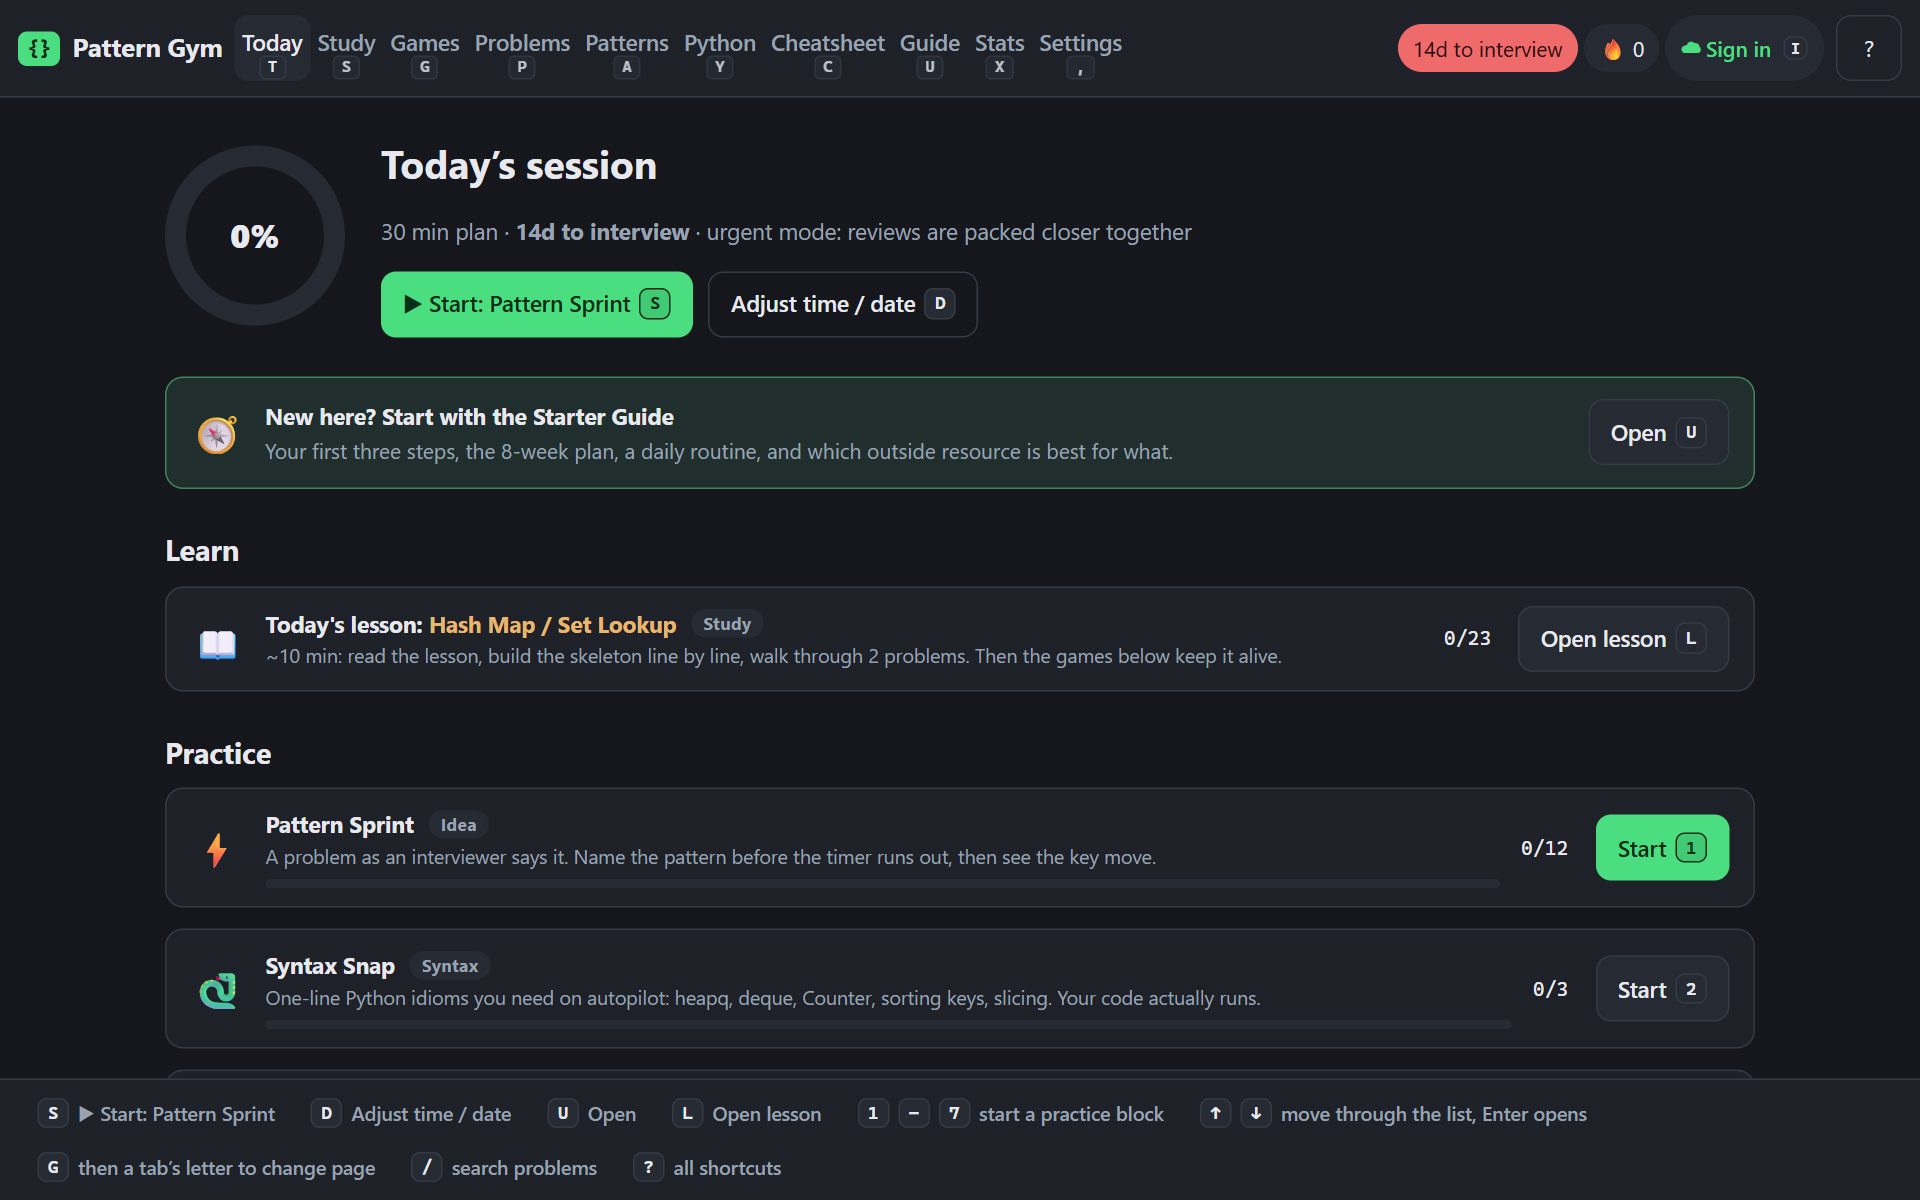 {} Pattern Gym Today Study Games Problems Patterns Python Cheatsheet Guide Stats Settings 14d to interview 0 Sign in I ?
T S G P A Y C U X ,
Today's session
0%
30 min plan · 14d to interview · urgent mode: reviews are packed closer together
▶ Start: Pattern Sprint S Adjust time / date D
New here? Start with the Starter Guide
Your first three steps, the 8-week plan, a daily routine, and which outside resource is best for what.
Open U
Learn
Today's lesson: Hash Map / Set Lookup Study
~10 min: read the lesson, build the skeleton line by line, walk through 2 problems. Then the games below keep it alive.
0/23 Open lesson L
Practice
Pattern Sprint Idea
A problem as an interviewer says it. Name the pattern before the timer runs out, then see the key move.
0/12 Start 1
Syntax Snap Syntax
One-line Python idioms you need on autopilot: heapq, deque, Counter, sorting keys, slicing. Your code actually runs.
0/3 Start 2
S ▶ Start: Pattern Sprint D Adjust time / date U Open L Open lesson 1 – 7 start a practice block ↑ ↓ move through the list, Enter opens
G then a tab's letter to change page / search problems ? all shortcuts